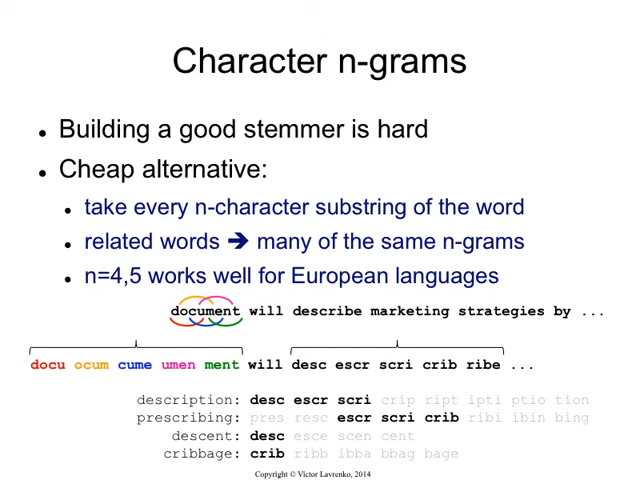 Character n-grams
● Building a good stemmer is hard
● Cheap alternative:
● take every n-character substring of the word
● related words ➔ many of the same n-grams
● n=4,5 works well for European languages
document will describe marketing strategies by ...
docu ocum cume umen ment will desc escr scri crib ribe ...
description: desc escr scri crip ript ipti ptio tion
prescribing: pres resc escr scri crib ribi ibin bing
descent: desc esce scen cent
cribbage: crib ribb ibba bbag bage
Copyright © Victor Lavrenko, 2014